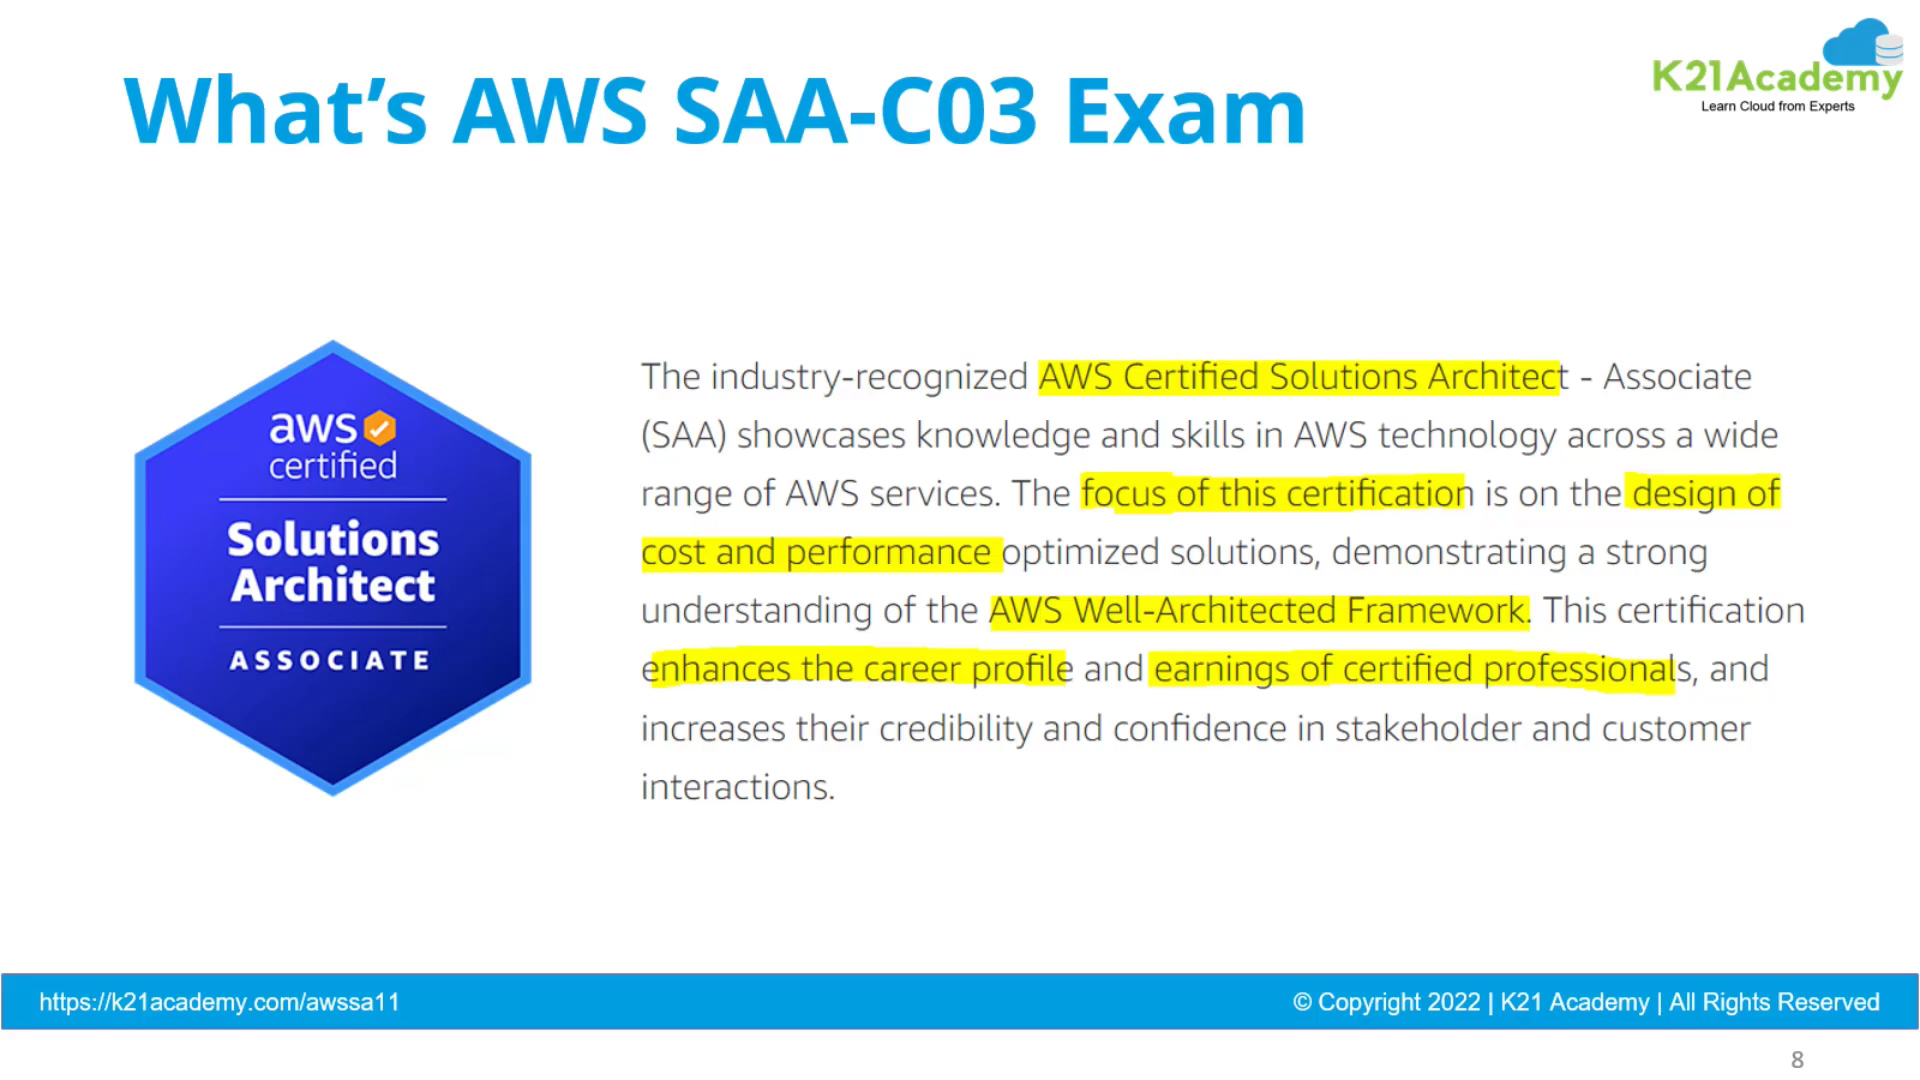 What’s AWS SAA-C03 Exam
K21Academy
Learn Cloud from Experts
aws
certified
Solutions
Architect
ASSOCIATE
The industry-recognized AWS Certified Solutions Architect - Associate
(SAA) showcases knowledge and skills in AWS technology across a wide
range of AWS services. The focus of this certification is on the design of
cost and performance optimized solutions, demonstrating a strong
understanding of the AWS Well-Architected Framework. This certification
enhances the career profile and earnings of certified professionals, and
increases their credibility and confidence in stakeholder and customer
interactions.
https://k21academy.com/awssa11
© Copyright 2022 | K21 Academy | All Rights Reserved
8